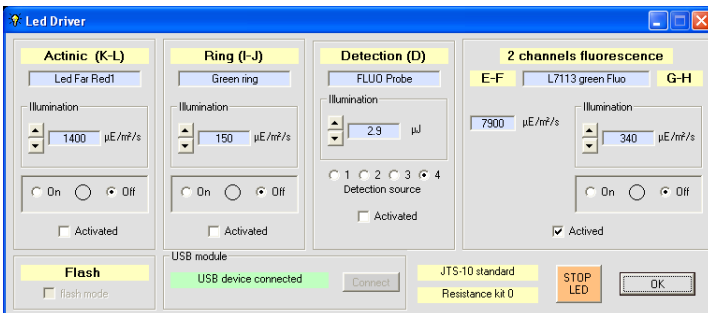 Led Driver
Actinic (K-L)
Led Far Red1
Illumination
1400 µE/m²/s
On Off
Activated
Ring (I-J)
Green ring
Illumination
150 µE/m²/s
On Off
Activated
Detection (D)
FLUO Probe
Illumination
2.9 µJ
1 2 3 4
Detection source
Activated
2 channels fluorescence
E-F L7113 green Fluo G-H
7900 µE/m²/s
Illumination
340 µE/m²/s
On Off
Actived
Flash
flash mode
USB module
USB device connected
Connect
JTS-10 standard
Resistance kit 0
STOP
LED
OK